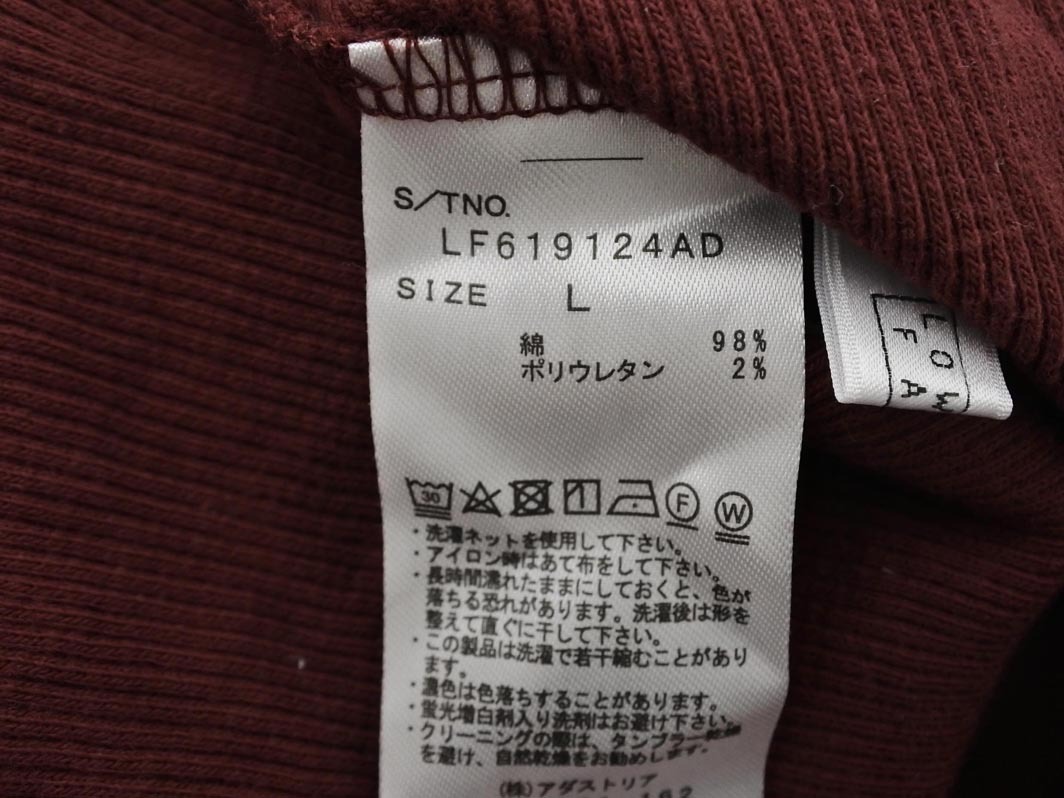 S/TNO.
LF619124AD
SIZE L
綿 98%
ポリウレタン 2%
30 F W
・洗濯ネットを使用して下さい。
・アイロン時はあて布をして下さい。
・長時間濡れたままにしておくと、色が
落ちる恐れがあります。洗濯後は形を
整えて直ぐに干して下さい。
・この製品は洗濯で若干縮むことがあり
ます。
・濃色は色落ちすることがあります。
・蛍光増白剤入り洗剤はお避け下さい。
・クリーニングの際は、タンブラー乾燥
を避け、自然乾燥をお勧めします。
(株)アダストリア
LOW
F
A